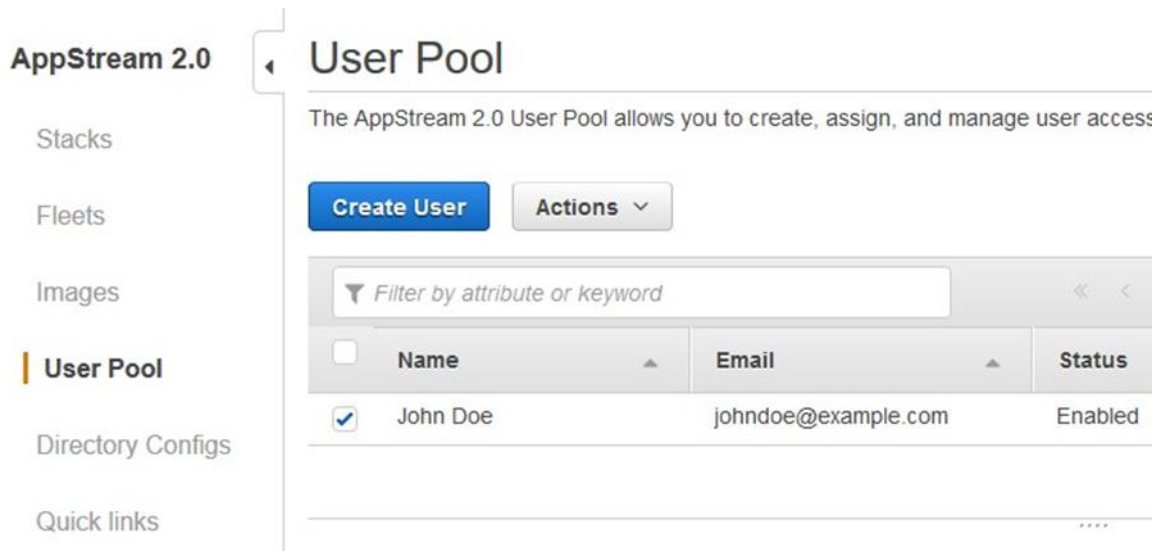 AppStream 2.0
Stacks
Fleets
Images
User Pool
Directory Configs
Quick links
User Pool
The AppStream 2.0 User Pool allows you to create, assign, and manage user access
Create User
Actions
Filter by attribute or keyword
Name Email Status
John Doe johndoe@example.com Enabled